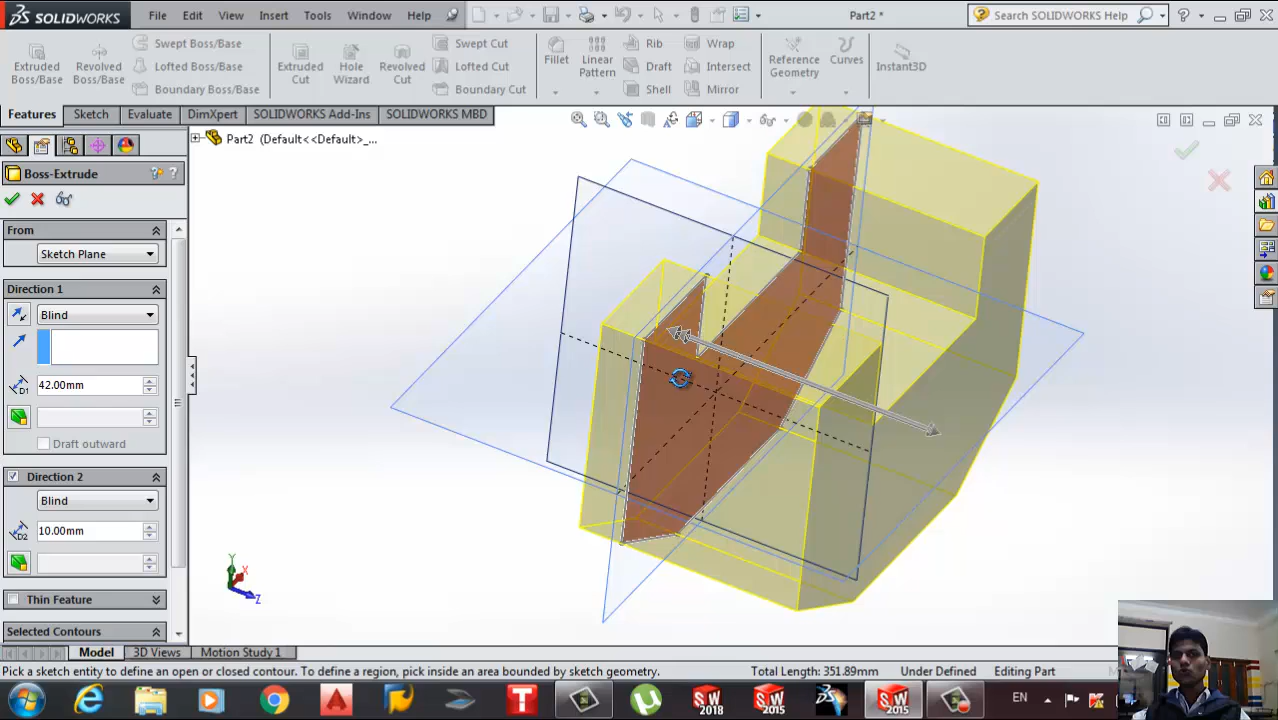 SOLIDWORKS File Edit View Insert Tools Window Help Part2 * Search SOLIDWORKS Help
Extruded Boss/Base Revolved Boss/Base Swept Boss/Base Lofted Boss/Base Boundary Boss/Base Extruded Cut Hole Wizard Revolved Cut Swept Cut Lofted Cut Boundary Cut Fillet Linear Pattern Rib Draft Shell Wrap Intersect Mirror Reference Geometry Curves Instant3D
Features Sketch Evaluate DimXpert SOLIDWORKS Add-Ins SOLIDWORKS MBD
Part2 (Default<<Default>_...
Boss-Extrude
From
Sketch Plane
Direction 1
Blind
D1 42.00mm
Draft outward
Direction 2
Blind
D2 10.00mm
Thin Feature
Selected Contours
Y
X
Z
Model 3D Views Motion Study 1
Pick a sketch entity to define an open or closed contour. To define a region, pick inside an area bounded by sketch geometry. Total Length: 351.89mm Under Defined Editing Part
T SW 2018 SW 2015 SW 2015 EN